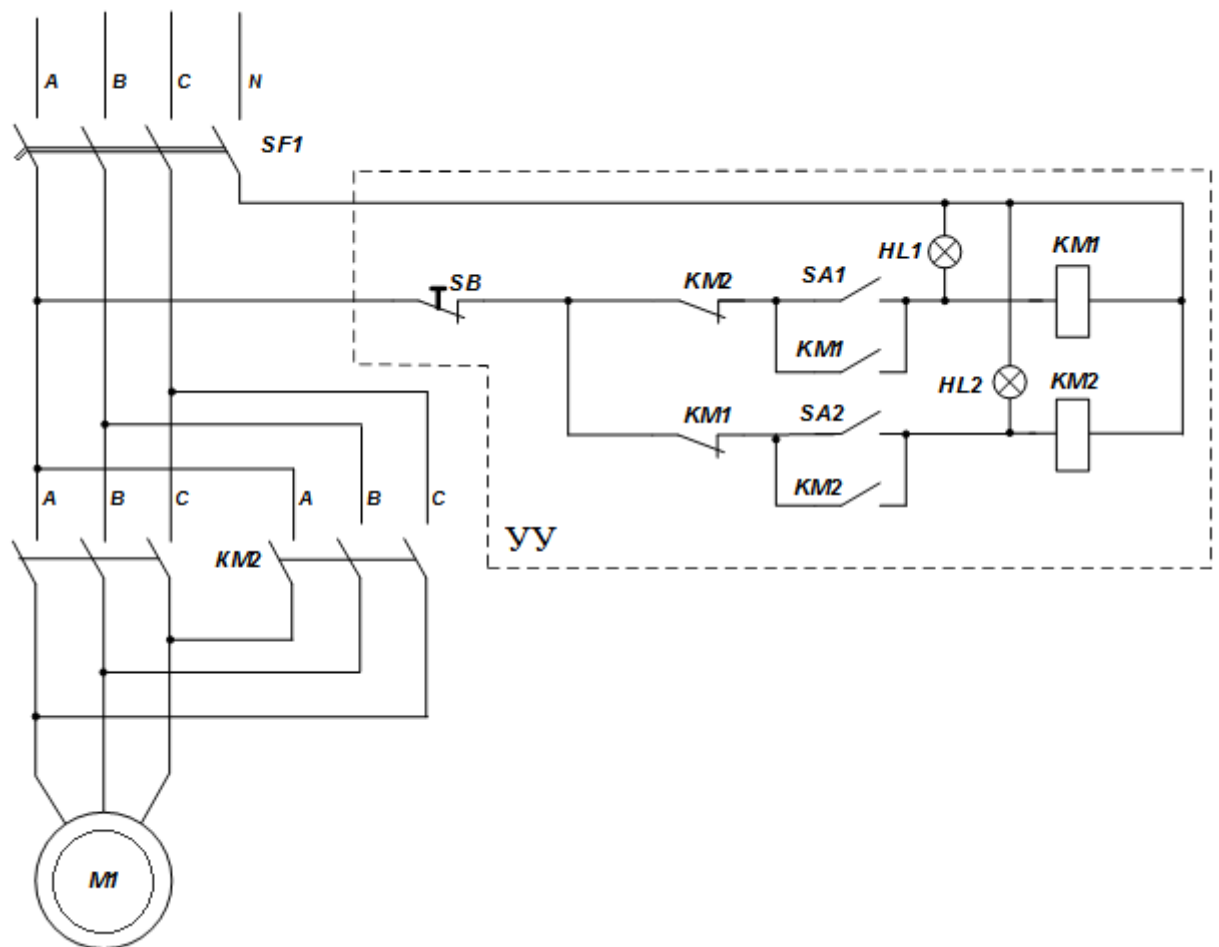 A B C N
SF1
HL1 KM1
SB KM2 SA1
KM1
HL2 KM2
KM1 SA2
KM2
A B C A B C
KM2
УУ
M1